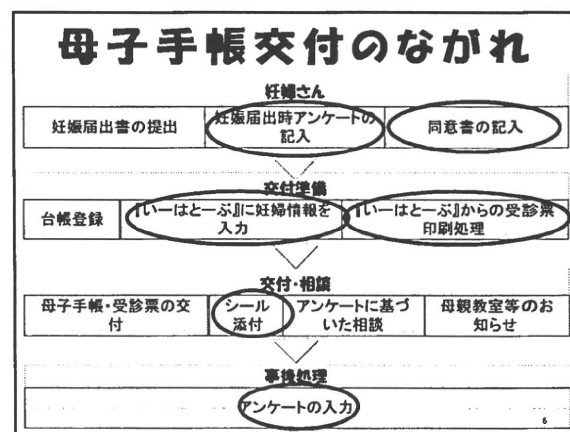 母子手帳交付のながれ
妊婦さん
妊娠届出書の提出
妊娠届出時アンケートの
記入
同意書の記入
交付準備
台帳登録
『いーはとーぶ』に妊婦情報を
入力
『いーはとーぶ』からの受診票
印刷処理
交付・相談
母子手帳・受診票の交
付
シール
添付
アンケートに基づ
いた相談
母親教室等のお
知らせ
事後処理
アンケートの入力
6